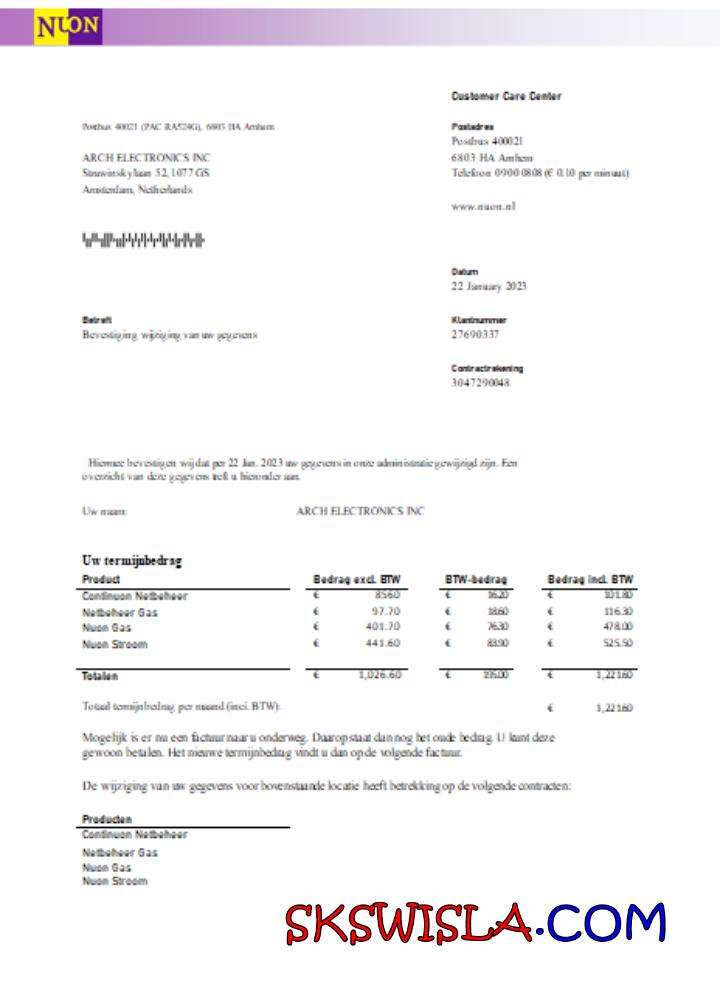 NUON
Customer Care Center
Postbus 40021 (PAC RA524G), 6803 HA Arnhem
Postadres
Postbus 400021
ARCH ELECTRONICS INC
6803 HA Arnhem
Strawinskylaan 52, 1077 GS
Telefoon 0900 0808 (€ 0.10 per minuut)
Amsterdam, Netherlands
www.nuon.nl
Datum
22 January 2023
Betreft
Klantnummer
Bevestiging wijziging van uw gegevens
27690337
Contractrekening
3047290048
Hiermee bevestigen wij dat per 22 Jan. 2023 uw gegevens in onze administratie gewijzigd zijn. Een
overzicht van deze gegevens treft u hieronder aan.
Uw naam: ARCH ELECTRONICS INC
Uw termijnbedrag
Product Bedrag excl. BTW BTW-bedrag Bedrag incl. BTW
Continuon Netbeheer € 8560 € 16.20 € 101.80
Netbeheer Gas € 97.70 € 18.60 € 116.30
Nuon Gas € 401.70 € 76.30 € 478.00
Nuon Stroom € 441.60 € 83.90 € 525.50
Totalen € 1,026.60 € 195.00 € 1,221.60
Totaal termijnbedrag per maand (incl. BTW): € 1,221.60
Mogelijk is er nu een factuur naar u onderweg. Daarop staat dan nog het oude bedrag. U kunt deze
gewoon betalen. Het nieuwe termijnbedrag vindt u dan op de volgende factuur.
De wijziging van uw gegevens voor bovenstaande locatie heeft betrekking op de volgende contracten:
Producten
Continuon Netbeheer
Netbeheer Gas
Nuon Gas
Nuon Stroom
SKSWISLA.COM